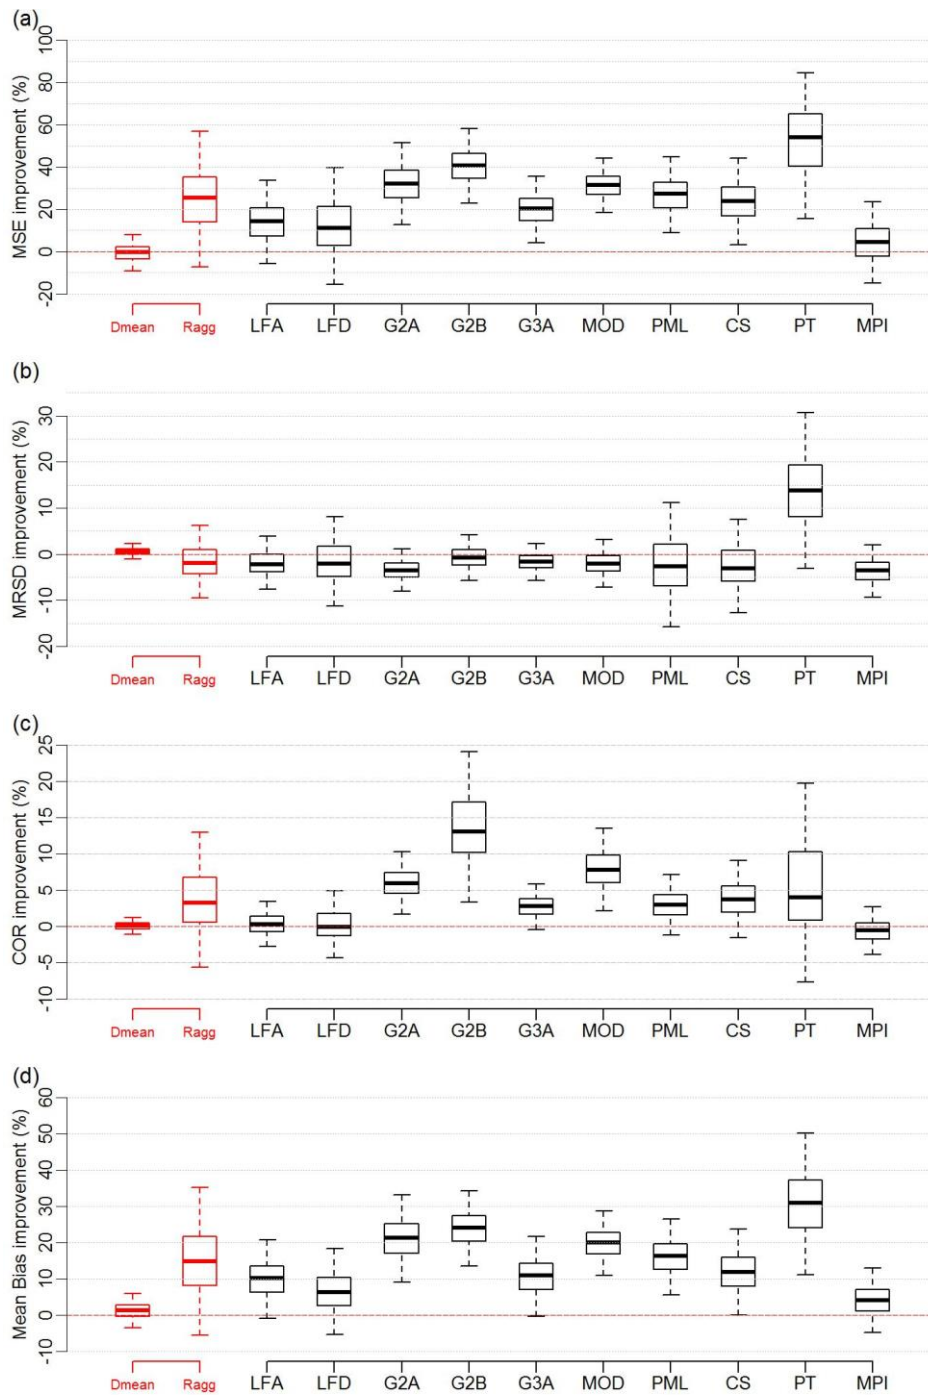 (a)
MSE improvement (%)
100
80
60
40
20
0
-20
Dmean Ragg LFA LFD G2A G2B G3A MOD PML CS PT MPI
(b)
MRSD improvement (%)
30
20
10
0
-10
-20
Dmean Ragg LFA LFD G2A G2B G3A MOD PML CS PT MPI
(c)
COR improvement (%)
25
20
15
10
5
0
-5
-10
Dmean Ragg LFA LFD G2A G2B G3A MOD PML CS PT MPI
(d)
Mean Bias improvement (%)
60
50
40
30
20
10
0
-10
Dmean Ragg LFA LFD G2A G2B G3A MOD PML CS PT MPI